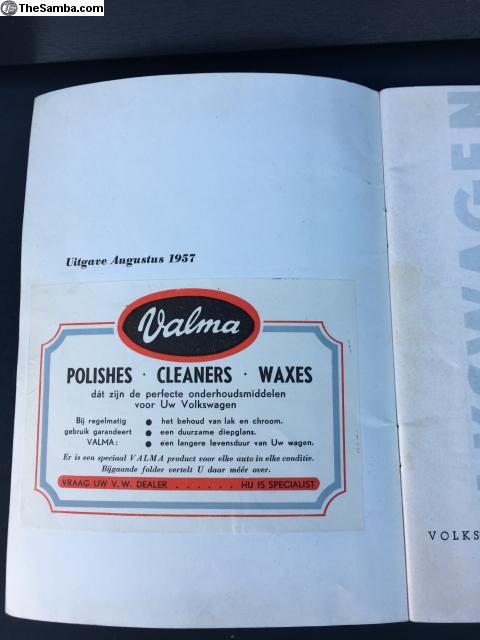 TheSamba.com
Uitgave Augustus 1957
Valma
POLISHES · CLEANERS · WAXES
dát zijn de perfecte onderhoudsmiddelen
voor Uw Volkswagen
Bij regelmatig ● het behoud van lak en chroom.
gebruik garandeert ● een duurzame diepglans.
VALMA: ● een langere levensduur van Uw wagen.
Er is een speciaal VALMA product voor elke auto in elke conditie.
Bijgaande folder vertelt U daar méér over.
VRAAG UW V.W. DEALER . . . . . . HIJ IS SPECIALIST
KSWAGEN
VOLKS